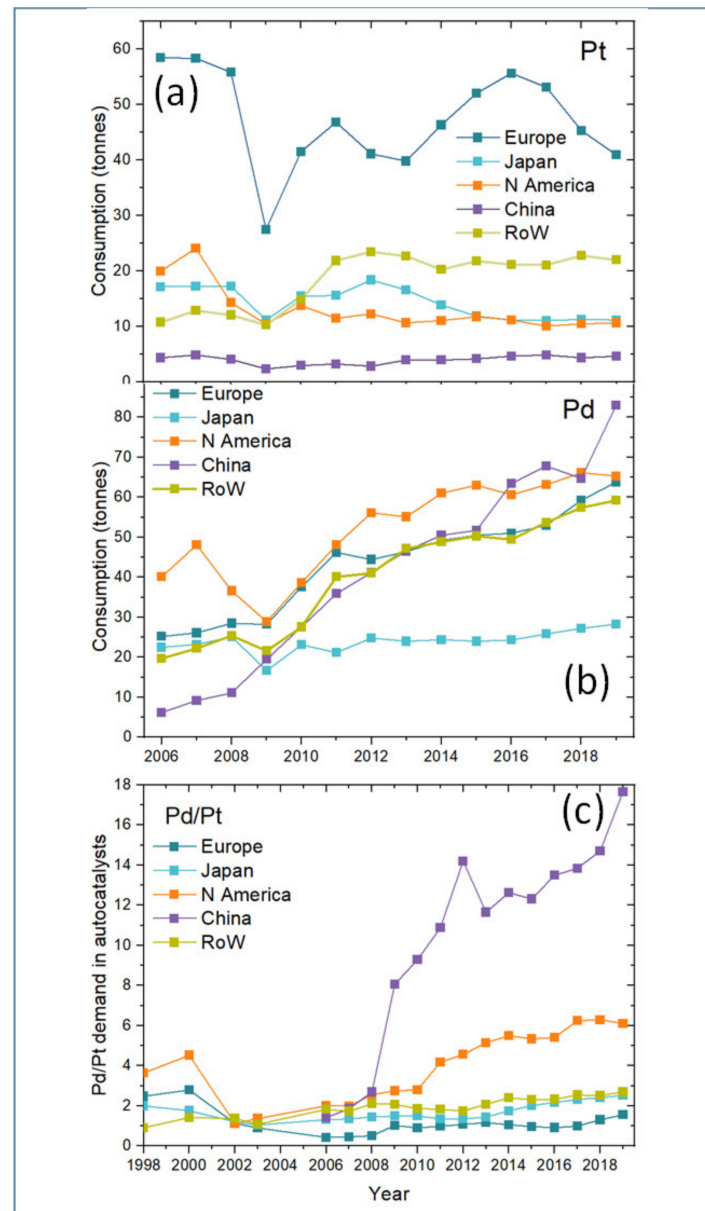 Pt
(a)
Consumption (tonnes)
60
50
40
30
20
10
0
Europe
Japan
N America
China
RoW
Pd
(b)
Consumption (tonnes)
80
70
60
50
40
30
20
10
0
Europe
Japan
N America
China
RoW
2006 2008 2010 2012 2014 2016 2018
Pd/Pt
(c)
Pd/Pt demand in autocatalysts
18
16
14
12
10
8
6
4
2
0
Europe
Japan
N America
China
RoW
1998 2000 2002 2004 2006 2008 2010 2012 2014 2016 2018
Year